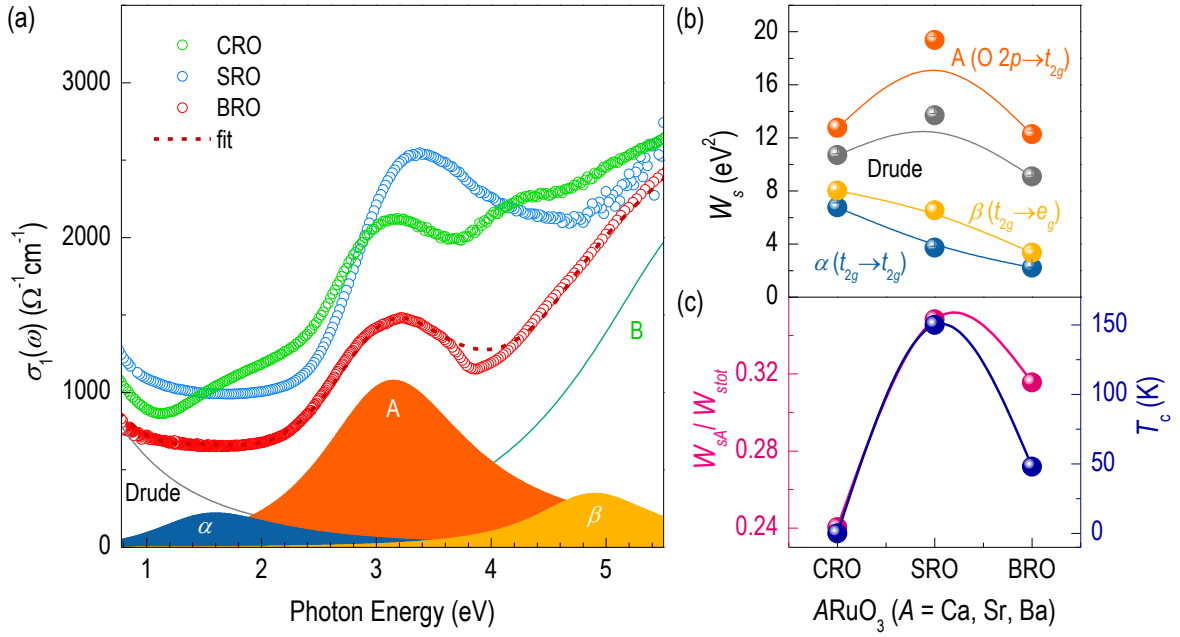 (a)
3000
2000
1000
0
σ₁(ω) (Ω⁻¹cm⁻¹)
CRO
SRO
BRO
fit
A
B
Drude
α
β
1 2 3 4 5
Photon Energy (eV)
(b)
20
16
12
8
4
0
Wₛ (eV²)
A (O 2p→t₂g)
Drude
β (t₂g→eg)
α (t₂g→t₂g)
(c)
0.32
0.28
0.24
WsA/ Wstot
150
100
50
0
Tc (K)
CRO SRO BRO
ARuO₃ (A = Ca, Sr, Ba)